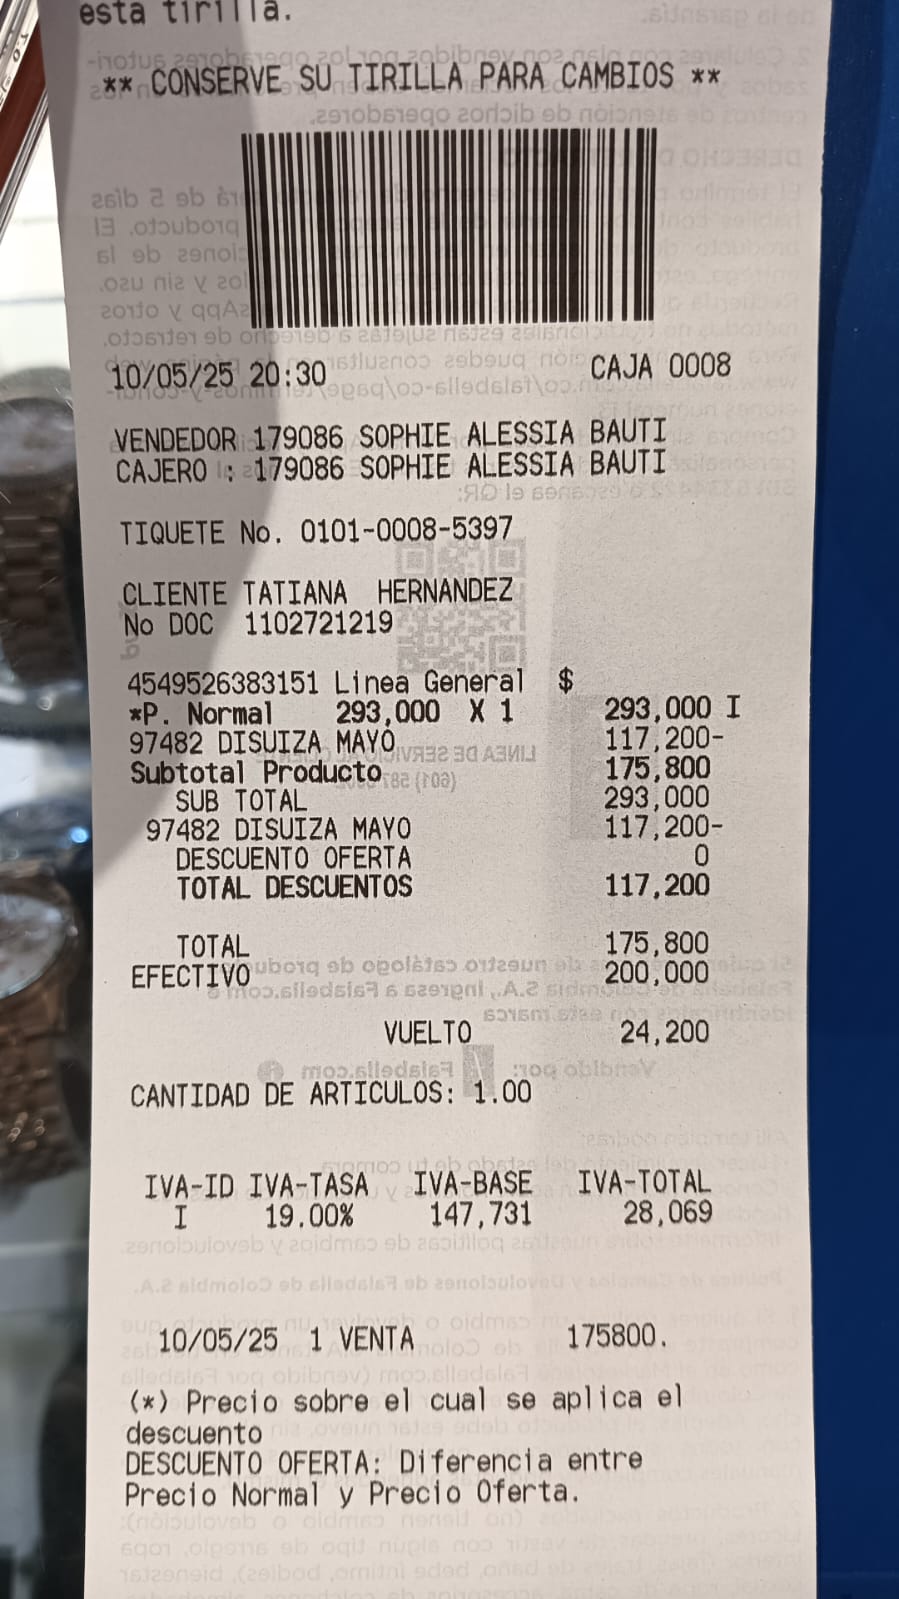 esta tirilla.
** CONSERVE SU TIRILLA PARA CAMBIOS **
10/05/25 20:30 CAJA 0008
VENDEDOR 179086 SOPHIE ALESSIA BAUTI
CAJERO : 179086 SOPHIE ALESSIA BAUTI
TIQUETE No. 0101-0008-5397
CLIENTE TATIANA HERNANDEZ
No DOC 1102721219
4549526383151 Linea General $
*P. Normal 293,000 X 1 293,000 I
97482 DISUIZA MAYO 117,200-
Subtotal Producto 175,800
SUB TOTAL 293,000
97482 DISUIZA MAYO 117,200-
DESCUENTO OFERTA 0
TOTAL DESCUENTOS 117,200
TOTAL 175,800
EFECTIVO 200,000
VUELTO 24,200
CANTIDAD DE ARTICULOS: 1.00
IVA-ID IVA-TASA IVA-BASE IVA-TOTAL
I 19.00% 147,731 28,069
10/05/25 1 VENTA 175800.
(*) Precio sobre el cual se aplica el
descuento
DESCUENTO OFERTA: Diferencia entre
Precio Normal y Precio Oferta.